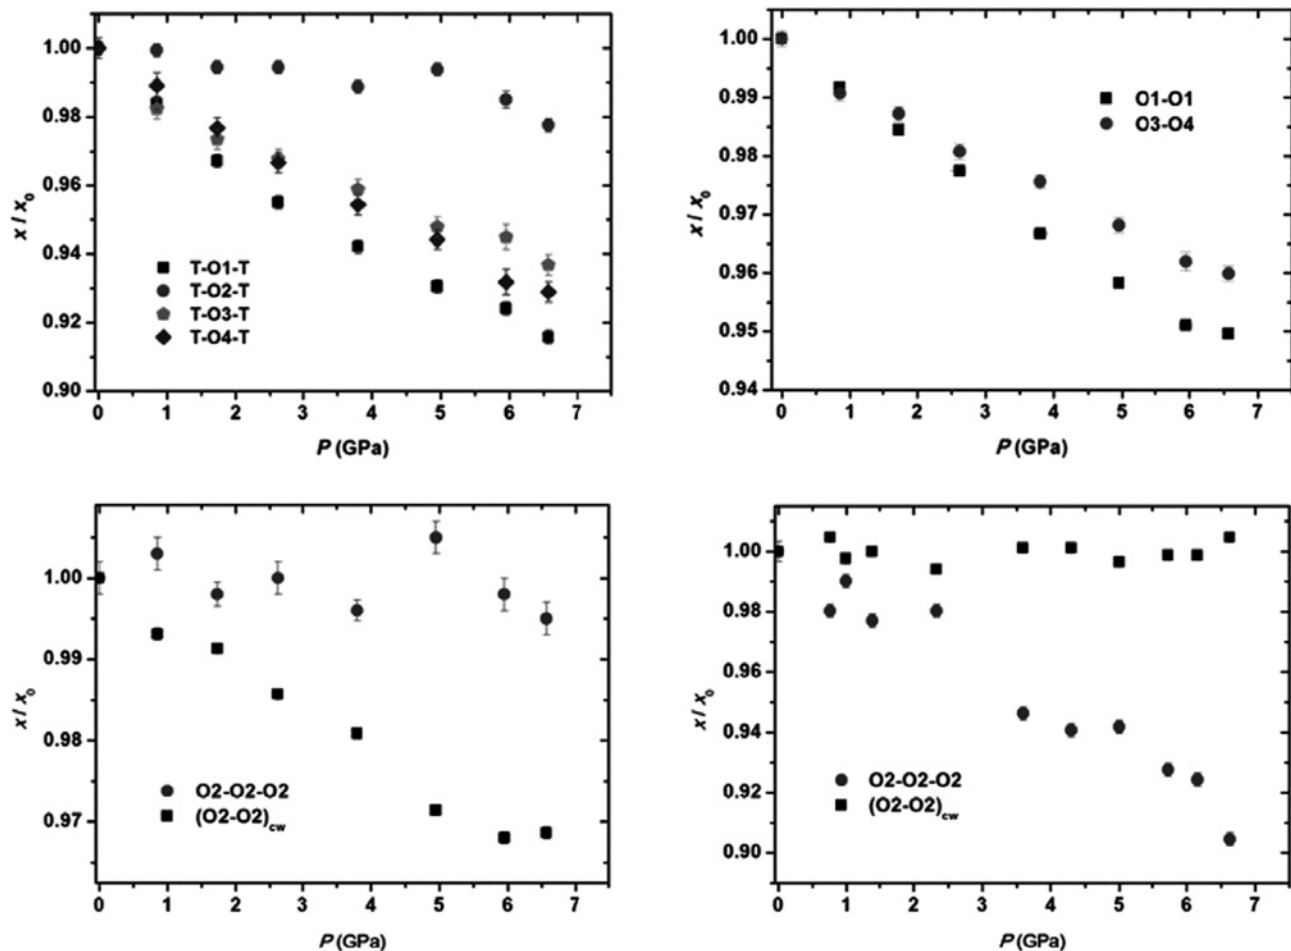 1.00
0.98
0.96
0.94
0.92
0.90
x / x₀
T-O1-T
T-O2-T
T-O3-T
T-O4-T
0 1 2 3 4 5 6 7
P (GPa)
1.00
0.99
0.98
0.97
0.96
0.95
0.94
x / x₀
O1-O1
O3-O4
0 1 2 3 4 5 6 7
P (GPa)
1.00
0.99
0.98
0.97
x / x₀
O2-O2-O2
(O2-O2)cw
0 1 2 3 4 5 6 7
P (GPa)
1.00
0.98
0.96
0.94
0.92
0.90
x / x₀
O2-O2-O2
(O2-O2)cw
0 1 2 3 4 5 6 7
P (GPa)